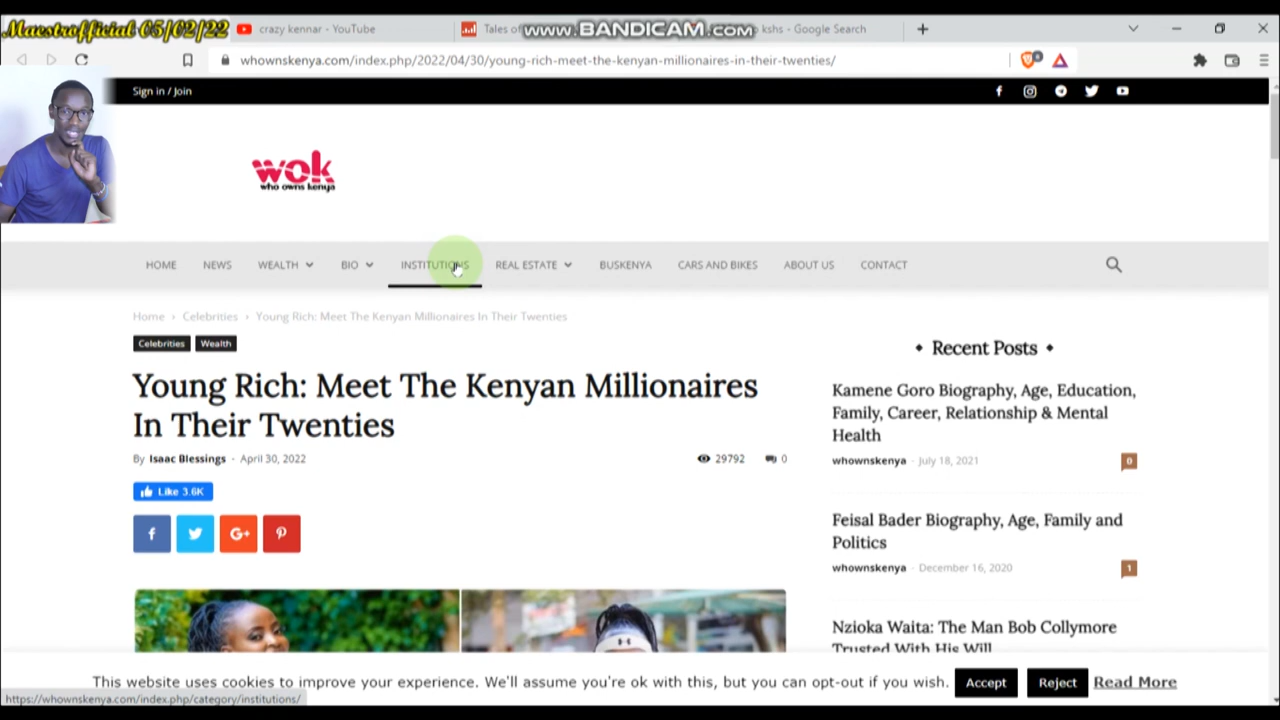 Maestrofficial 05/02/22
crazy kennar - YouTube
Tales of
www.BANDICAM.com
kshs - Google Search
whownskenya.com/index.php/2022/04/30/young-rich-meet-the-kenyan-millionaires-in-their-twenties/
Sign in / Join
wok
who owns kenya
HOME NEWS WEALTH BIO INSTITUTIONS REAL ESTATE BUSKENYA CARS AND BIKES ABOUT US CONTACT
Home › Celebrities › Young Rich: Meet The Kenyan Millionaires In Their Twenties
Celebrities Wealth
Young Rich: Meet The Kenyan Millionaires
In Their Twenties
By Isaac Blessings - April 30, 2022
29792 0
Like 3.6K
Recent Posts
Kamene Goro Biography, Age, Education,
Family, Career, Relationship & Mental
Health
whownskenya - July 18, 2021 0
Feisal Bader Biography, Age, Family and
Politics
whownskenya - December 16, 2020 1
Nzioka Waita: The Man Bob Collymore
Trusted With His Will
This website uses cookies to improve your experience. We'll assume you're ok with this, but you can opt-out if you wish. Accept Reject Read More
https://whownskenya.com/index.php/category/institutions/